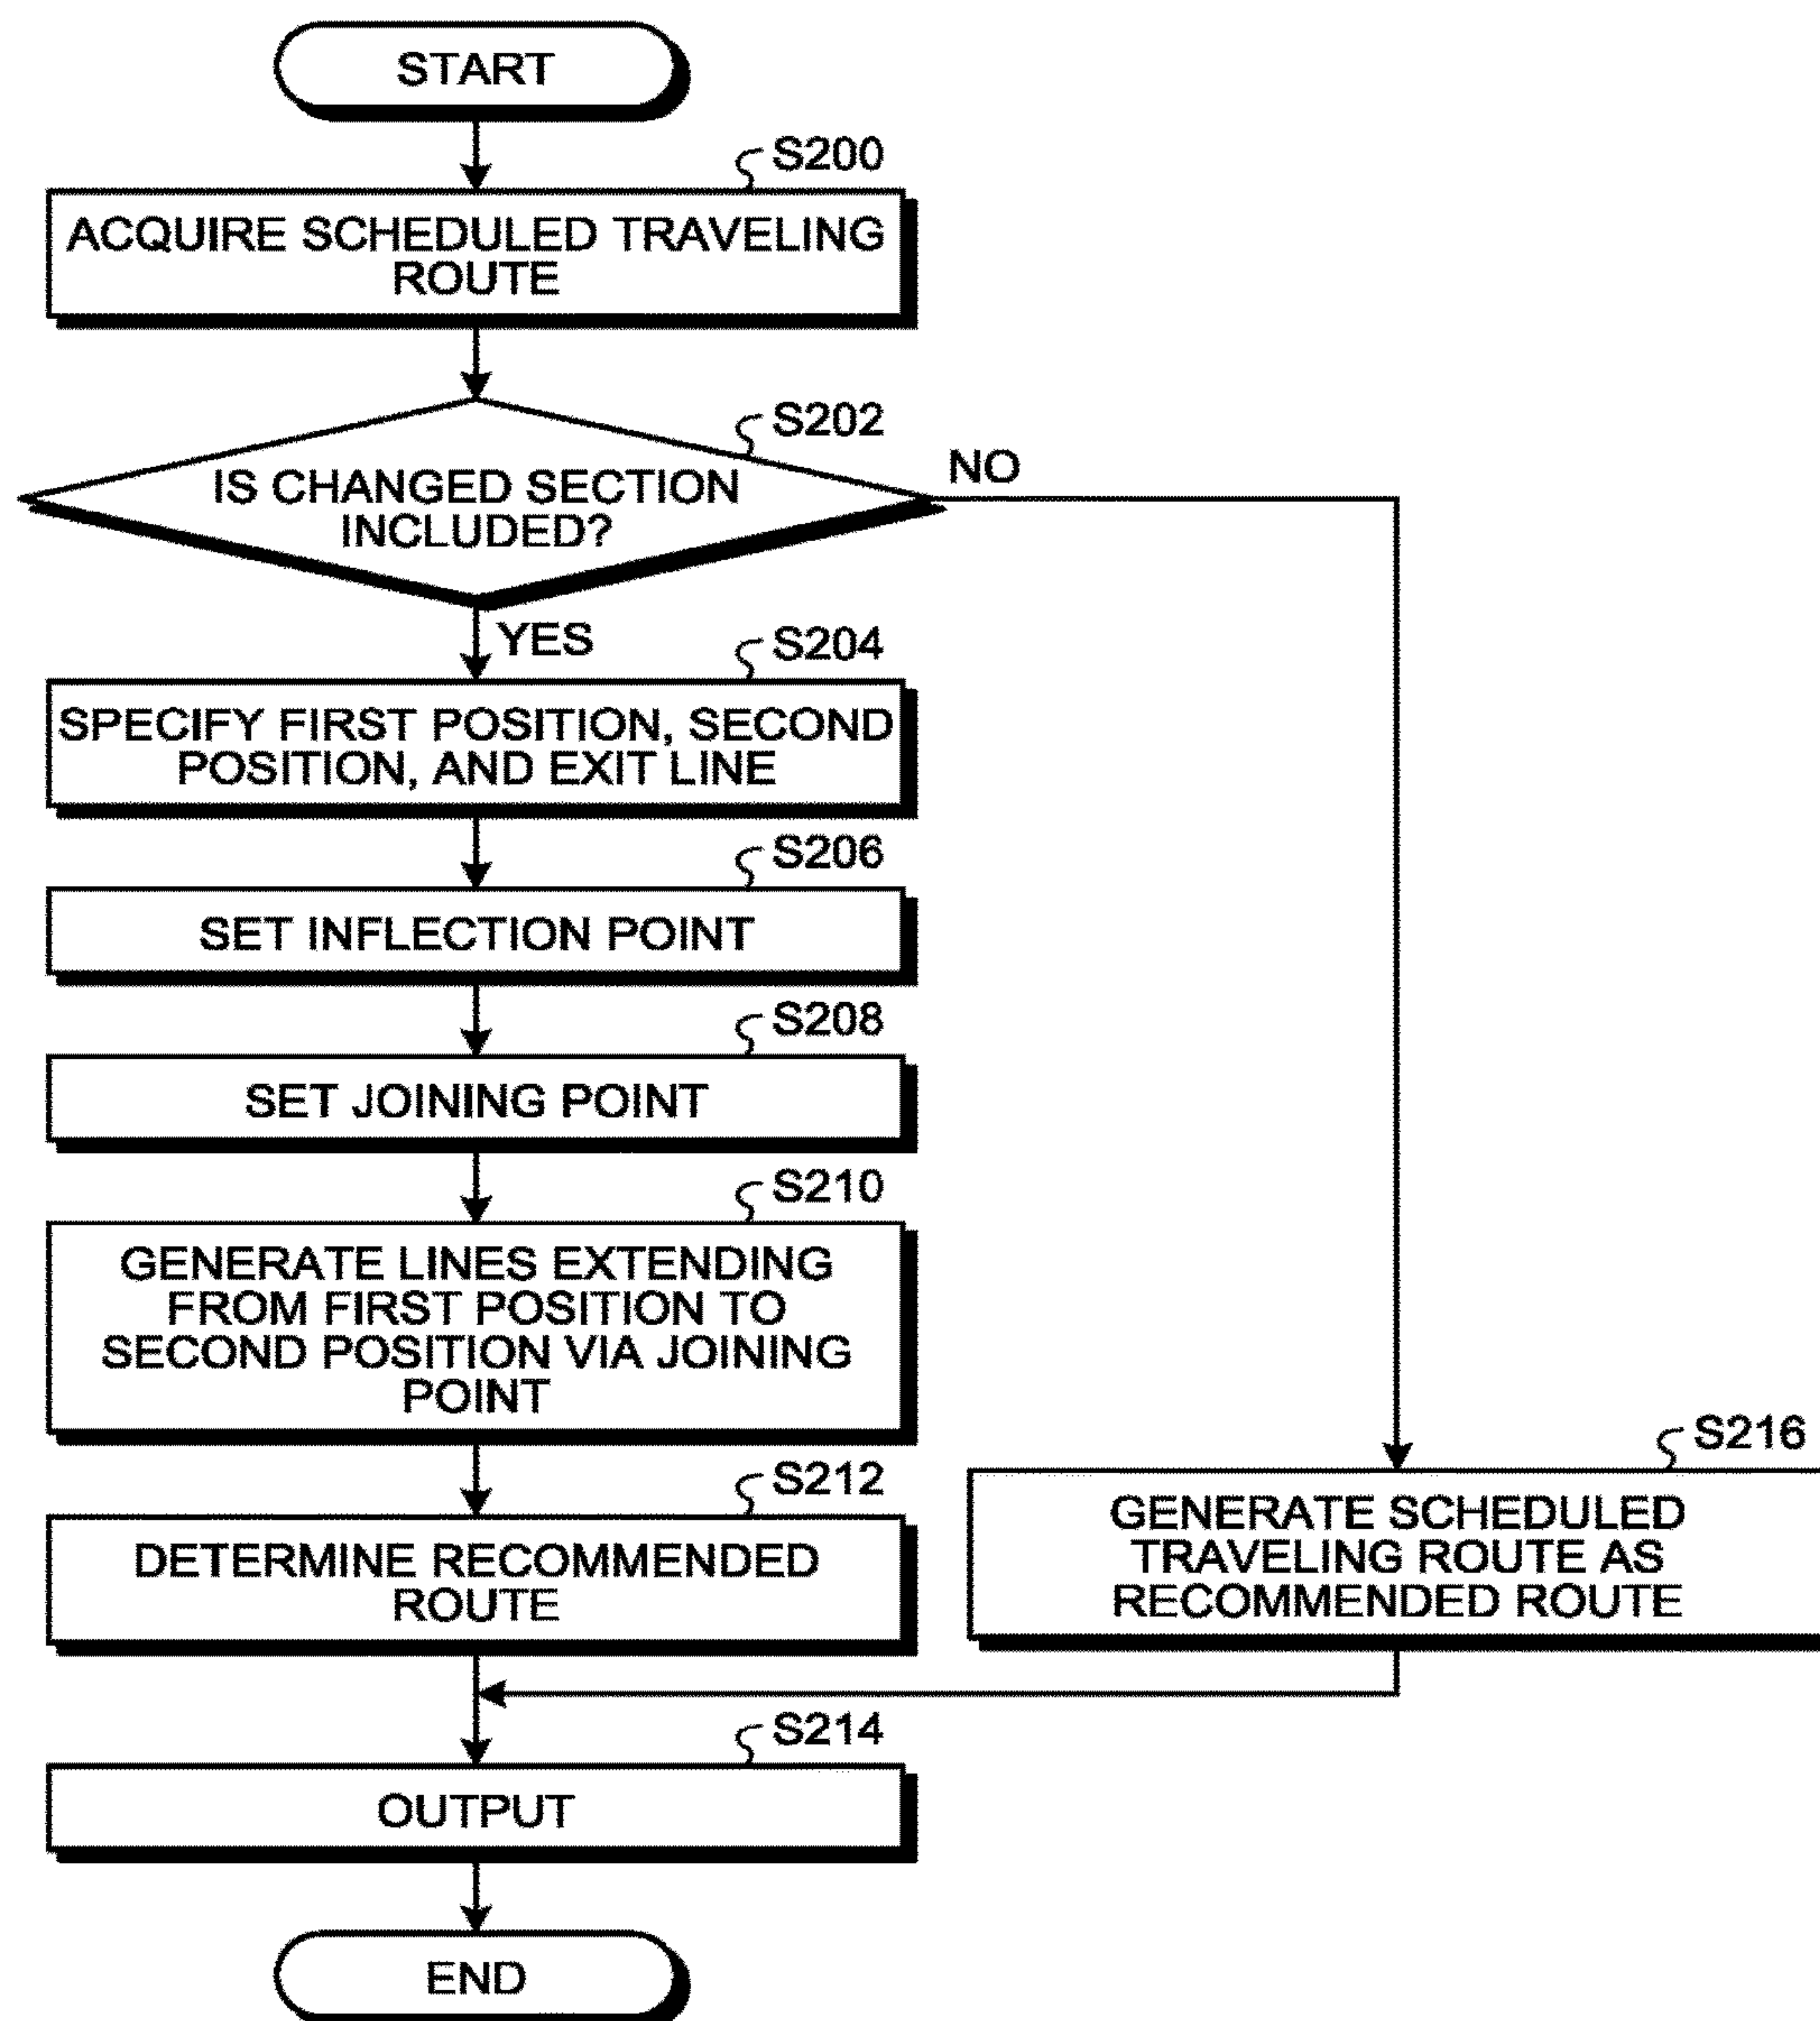 START
S200
ACQUIRE SCHEDULED TRAVELING
ROUTE
S202
IS CHANGED SECTION
INCLUDED?
NO
YES
S204
SPECIFY FIRST POSITION, SECOND
POSITION, AND EXIT LINE
S206
SET INFLECTION POINT
S208
SET JOINING POINT
S210
GENERATE LINES EXTENDING
FROM FIRST POSITION TO
SECOND POSITION VIA JOINING
POINT
S212
DETERMINE RECOMMENDED
ROUTE
S216
GENERATE SCHEDULED
TRAVELING ROUTE AS
RECOMMENDED ROUTE
S214
OUTPUT
END